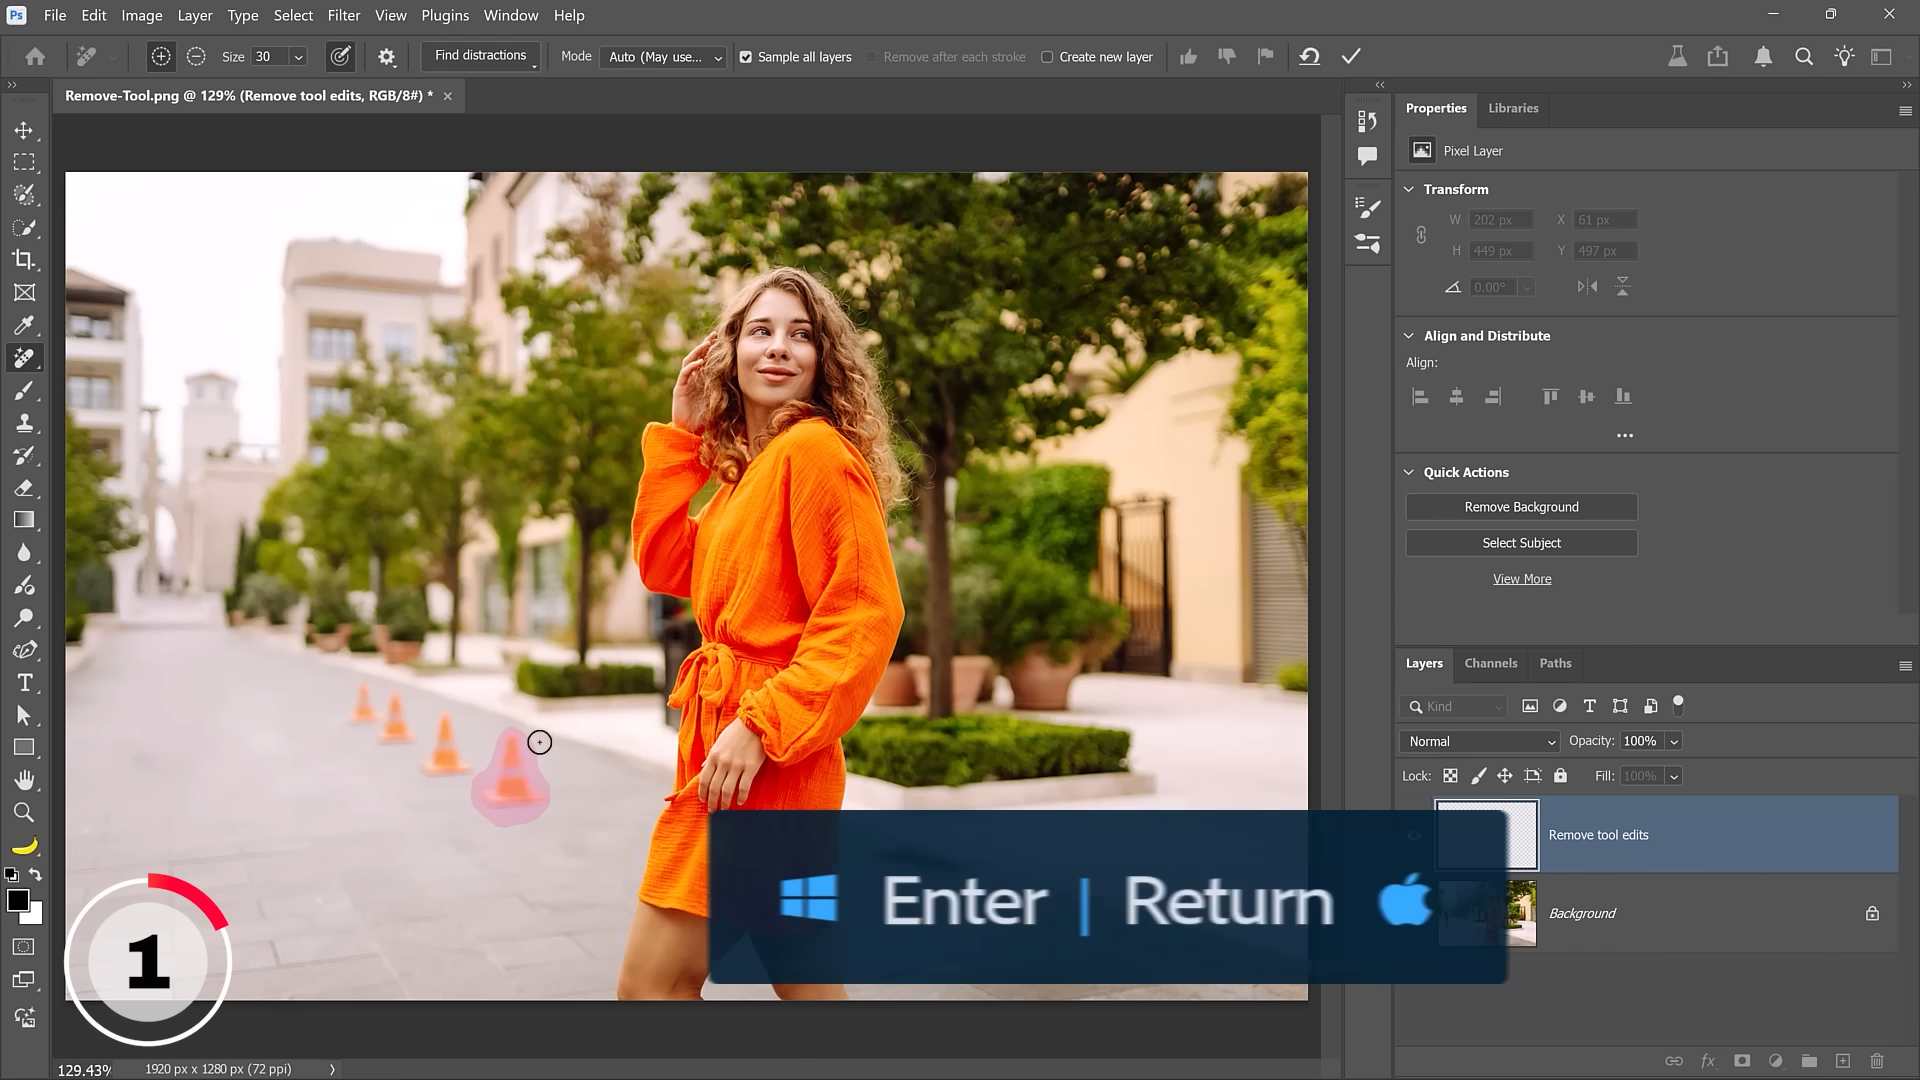 Ps File Edit Image Layer Type Select Filter View Plugins Window Help
Size 30 Find distractions Mode Auto (May use... Sample all layers Remove after each stroke Create new layer
Remove-Tool.png @ 129% (Remove tool edits, RGB/8#) *
Properties Libraries
Pixel Layer
Transform
W 202 px X 61 px
H 449 px Y 497 px
0.00°
Align and Distribute
Align:
Quick Actions
Remove Background
Select Subject
View More
Layers Channels Paths
Kind
Normal Opacity: 100%
Lock: Fill: 100%
Remove tool edits
Background
Enter | Return
1
129.43% 1920 px x 1280 px (72 ppi)